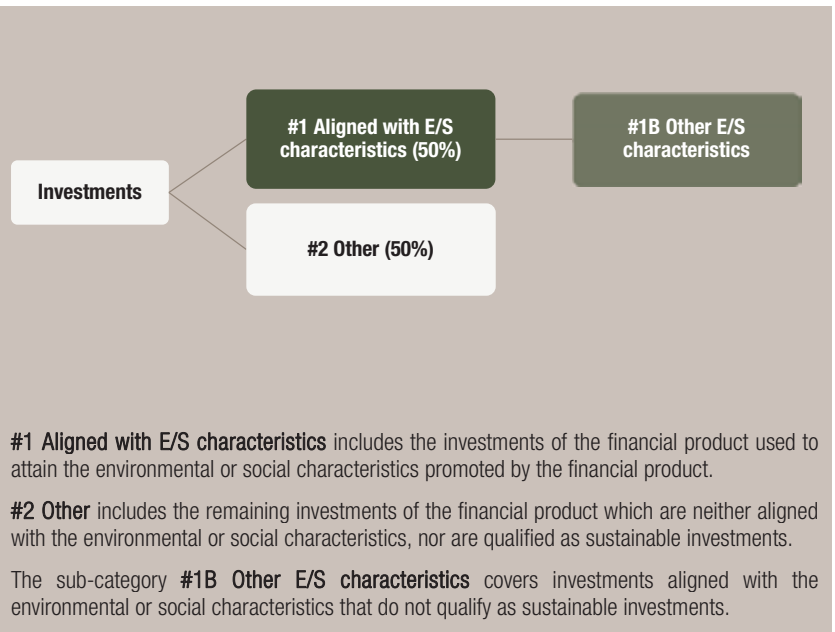 #1 Aligned with E/S
characteristics (50%)
#1B Other E/S
characteristics
Investments
#2 Other (50%)
#1 Aligned with E/S characteristics includes the investments of the financial product used to
attain the environmental or social characteristics promoted by the financial product.
#2 Other includes the remaining investments of the financial product which are neither aligned
with the environmental or social characteristics, nor are qualified as sustainable investments.
The sub-category #1B Other E/S characteristics covers investments aligned with the
environmental or social characteristics that do not qualify as sustainable investments.